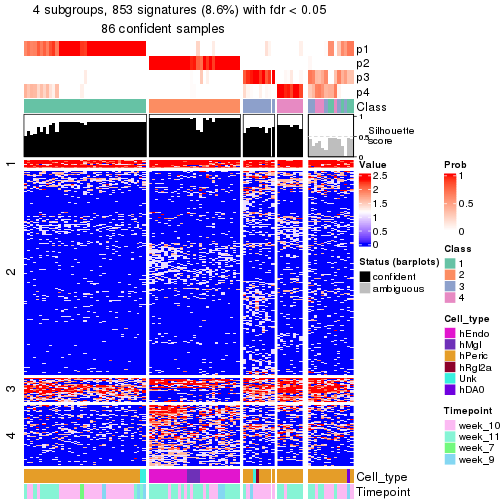 4 subgroups, 853 signatures (8.6%) with fdr < 0.05
86 confident samples
p1
p2
p3
p4
Class
1
0.5
0
Silhouette
score
1
2
3
4
Cell_type
Timepoint
Value
2.5
2
1.5
1
0.5
0
Prob
1
0.5
0
Status (barplots)
confident
ambiguous
Class
1
2
3
4
Cell_type
hEndo
hMgl
hPeric
hRgl2a
Unk
hDA0
Timepoint
week_10
week_11
week_7
week_9